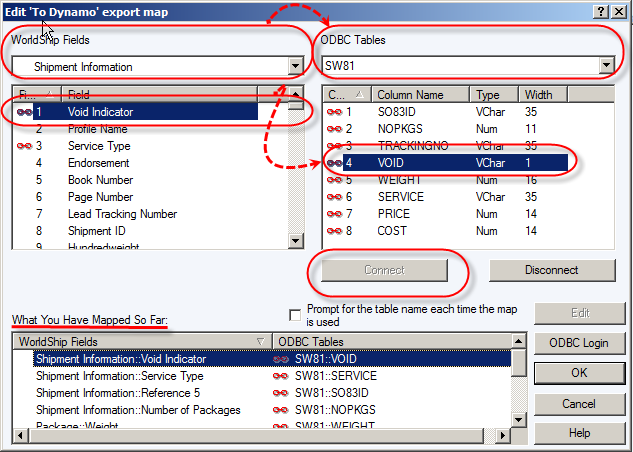 Edit 'To Dynamo' export map
WorldShip Fields
ODBC Tables
Shipment Information
SW81
Fi... Field
1 Void Indicator
2 Profile Name
3 Service Type
4 Endorsement
5 Book Number
6 Page Number
7 Lead Tracking Number
8 Shipment ID
9 Hundredweight
C... Column Name Type Width
1 SO83ID VChar 35
2 NOPKGS Num 11
3 TRACKINGNO VChar 35
4 VOID VChar 1
5 WEIGHT Num 16
6 SERVICE VChar 35
7 PRICE Num 14
8 COST Num 14
Connect
Disconnect
What You Have Mapped So Far:
Prompt for the table name each time the map
is used
Edit
WorldShip Fields ODBC Tables
Shipment Information::Void Indicator SW81::VOID
Shipment Information::Service Type SW81::SERVICE
Shipment Information::Reference 5 SW81::SO83ID
Shipment Information::Number of Packages SW81::NOPKGS
Package::Weight SW81::WEIGHT
ODBC Login
OK
Cancel
Help